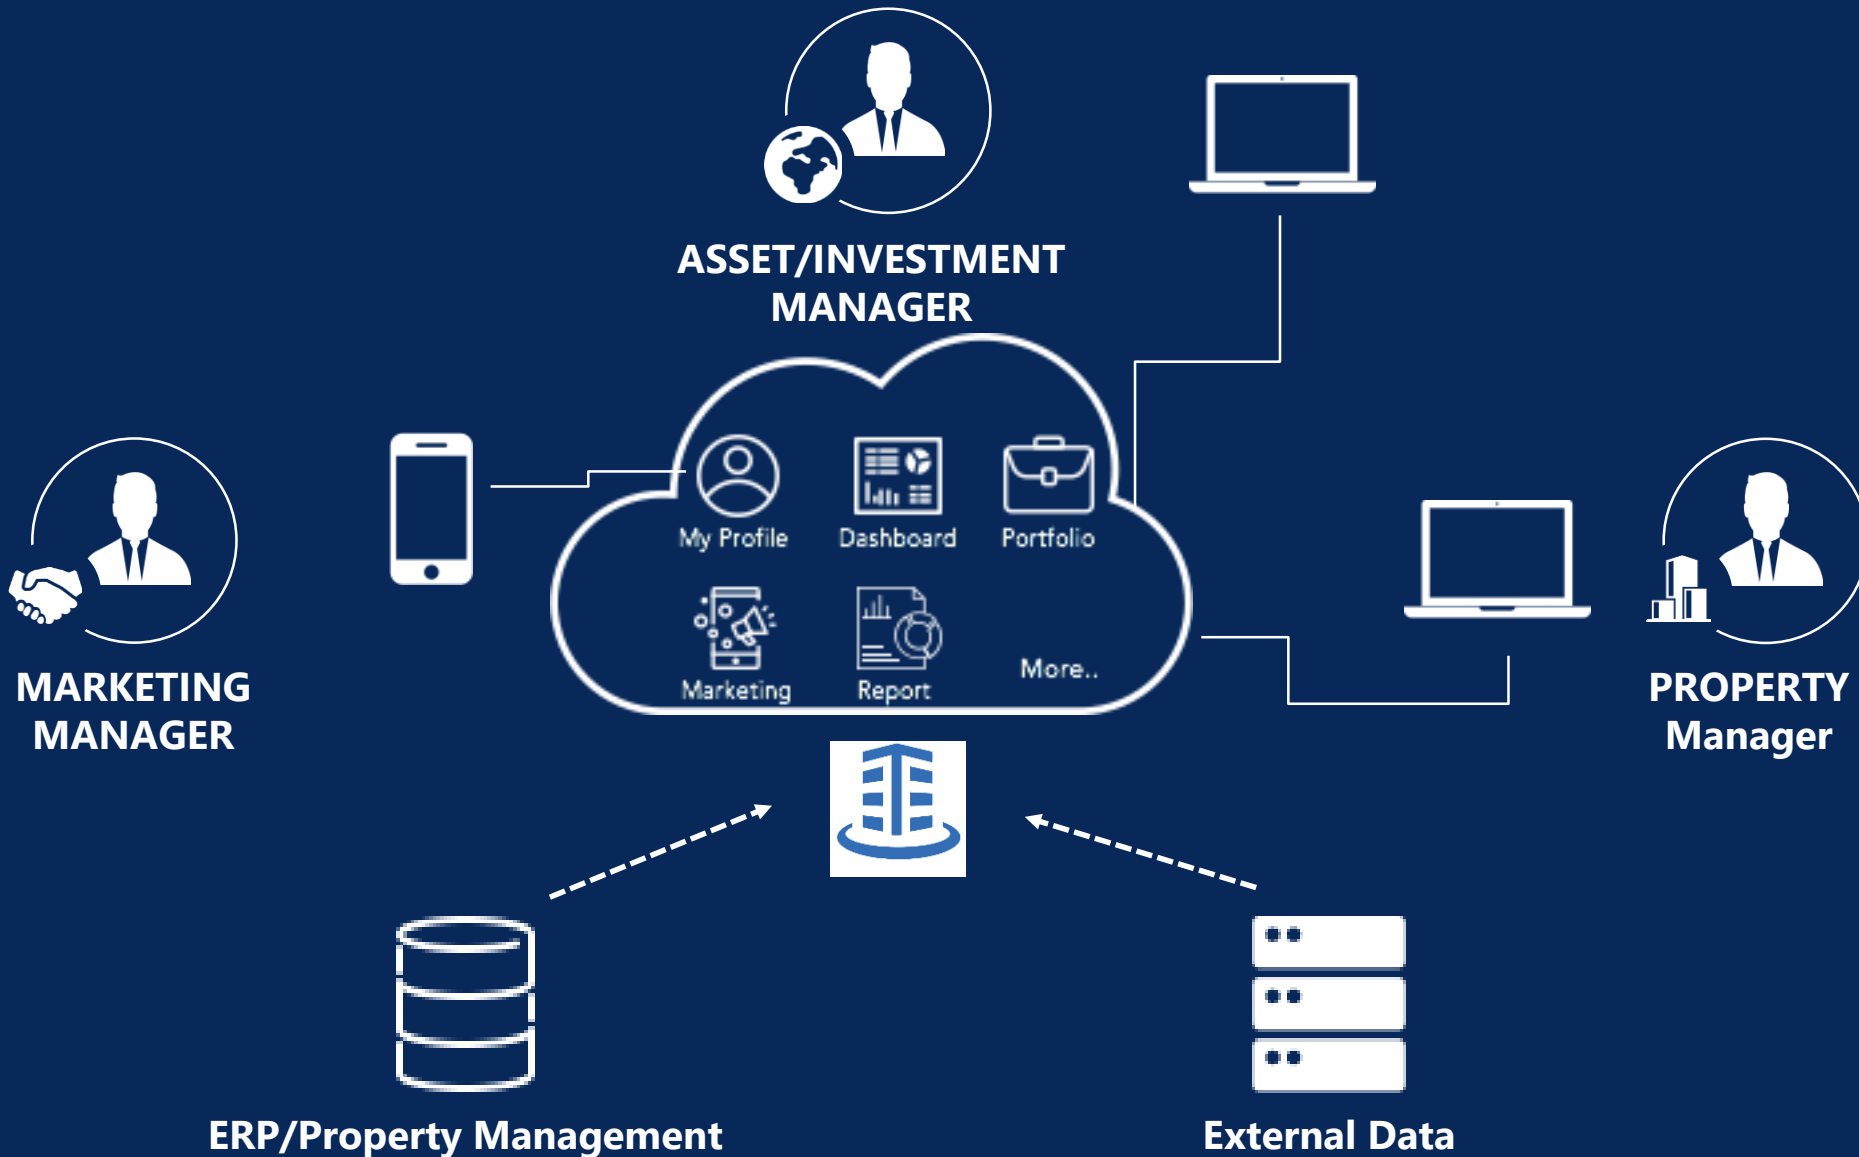 ASSET/INVESTMENT
MANAGER
My Profile
Dashboard
Portfolio
Marketing
Report
More..
MARKETING
MANAGER
PROPERTY
Manager
ERP/Property Management
External Data